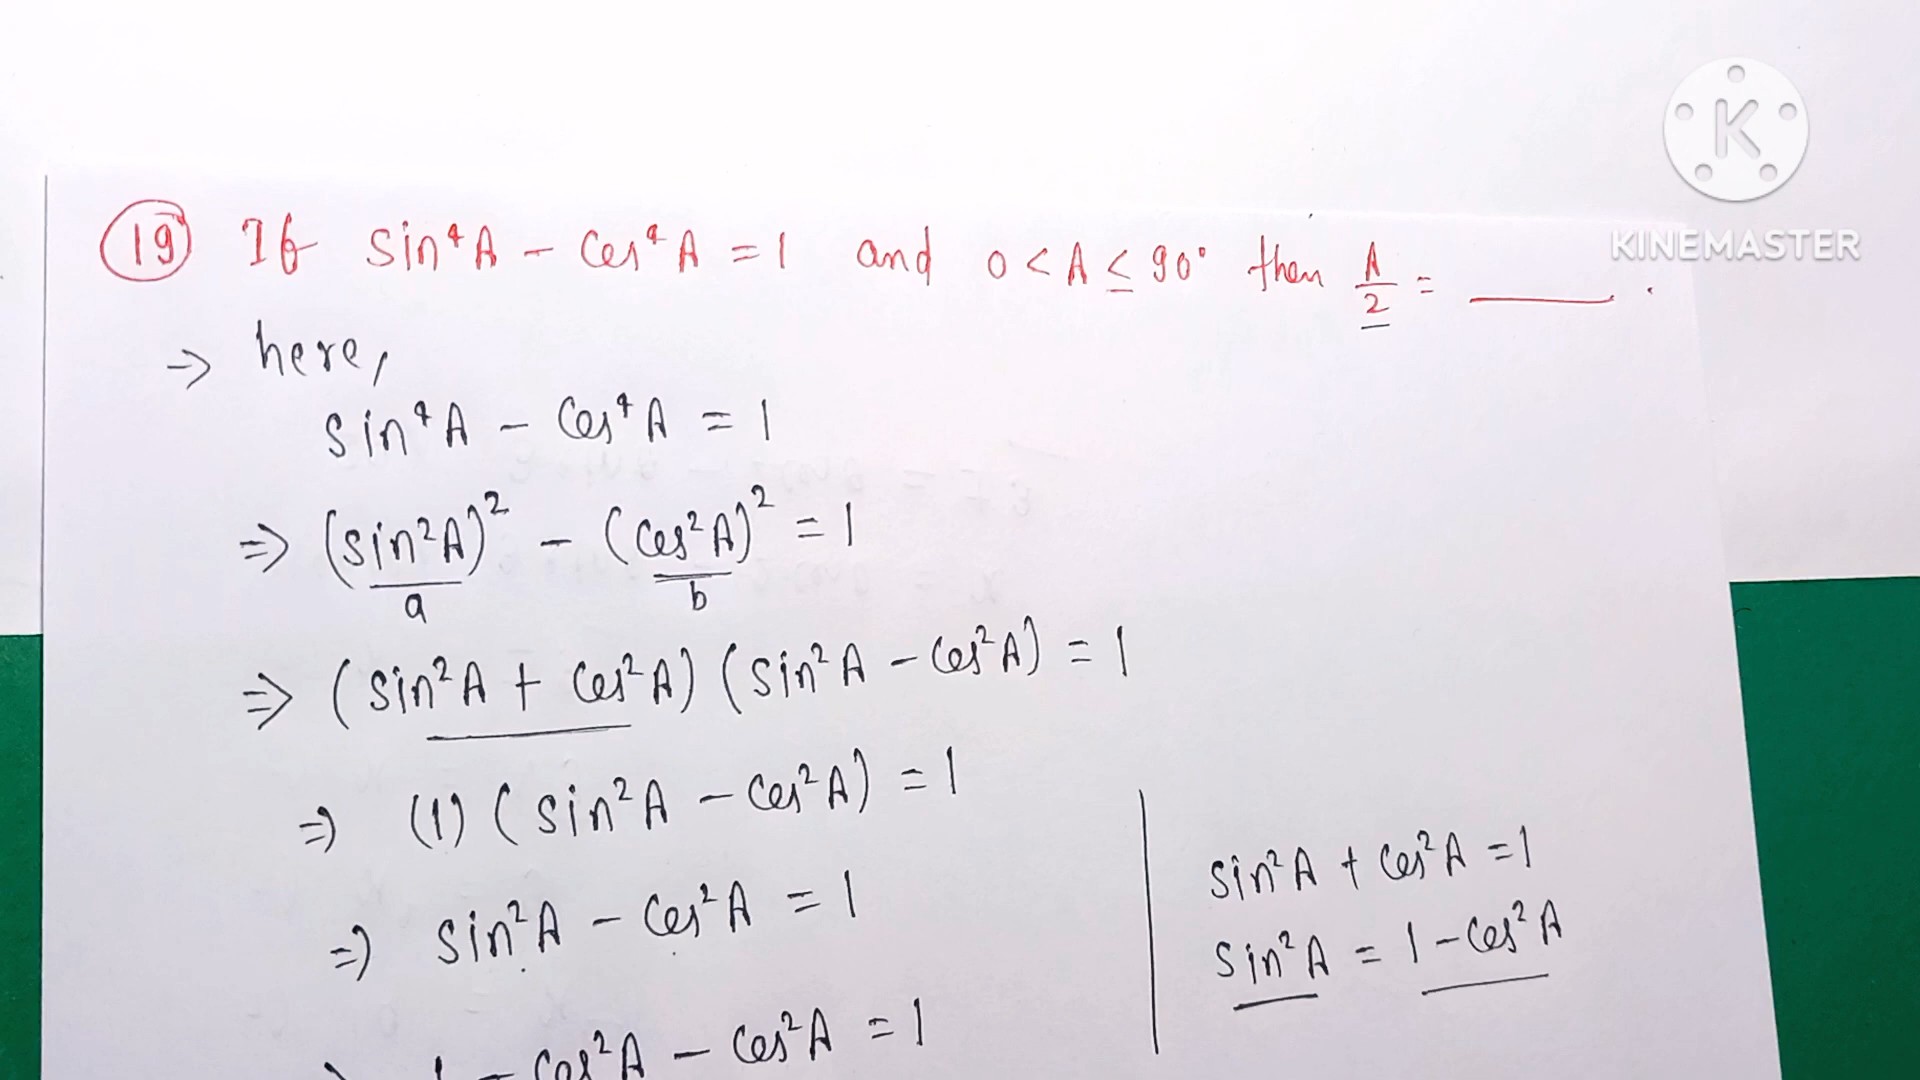 K
KINEMASTER
19 If sin⁴A - cos⁴A = 1 and 0 < A ≤ 90° then A/2 = ______ .
→ here,
sin⁴A - cos⁴A = 1
⇒ (sin²A)² - (cos²A)² = 1
a b
⇒ (sin²A + cos²A) (sin²A - cos²A) = 1
⇒ (1) (sin²A - cos²A) = 1
⇒ sin²A - cos²A = 1
⇒ 1 - cos²A - cos²A = 1
sin²A + cos²A = 1
sin²A = 1 - cos²A